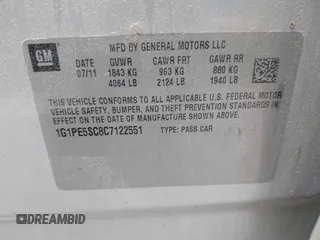 GM
MFD BY GENERAL MOTORS LLC
DATE GVWR GAWR FRT GAWR RR
07/11 1843 KG 963 KG 880 KG
4064 LB 2124 LB 1940 LB
THIS VEHICLE CONFORMS TO ALL APPLICABLE U.S. FEDERAL MOTOR
VEHICLE SAFETY, BUMPER, AND THEFT PREVENTION STANDARDS
IN EFFECT ON THE DATE OF MANUFACTURE SHOWN ABOVE.
1G1PE5SC8C7122551 TYPE: PASS CAR
DREAMBID